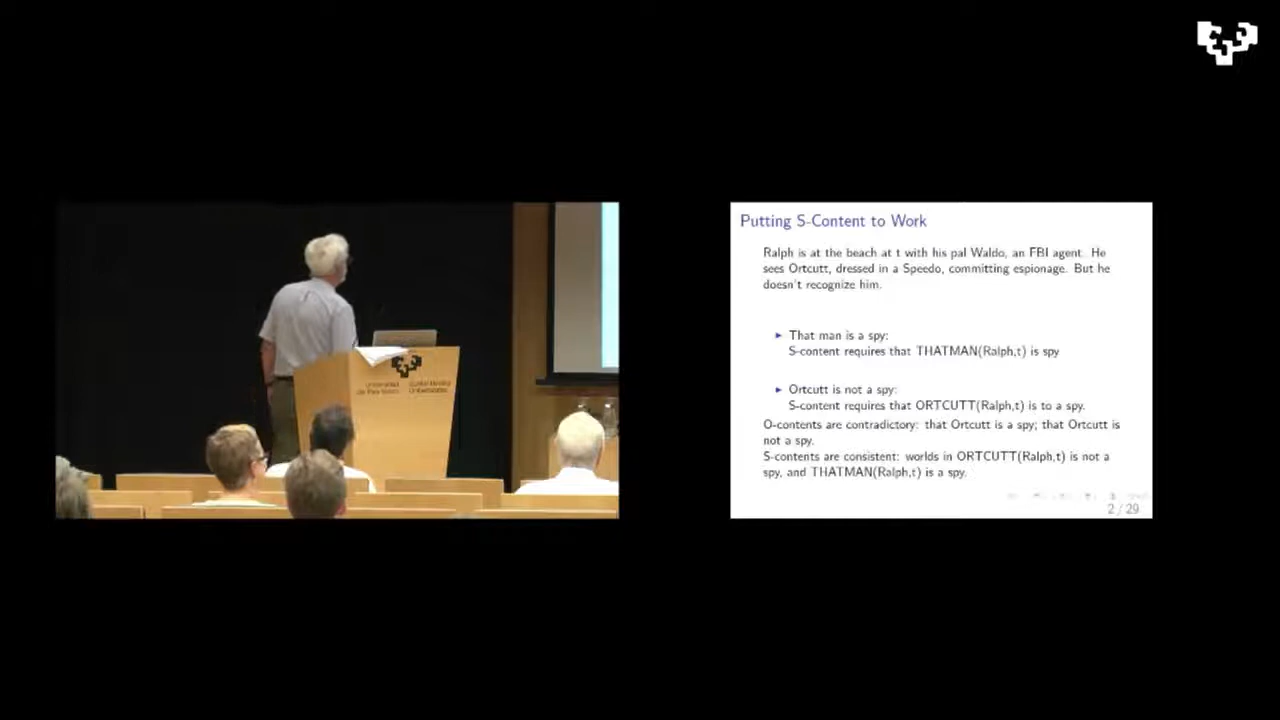 Putting S-Content to Work
Ralph is at the beach at t with his pal Waldo, an FBI agent. He
sees Ortcutt, dressed in a Speedo, committing espionage. But he
doesn't recognize him.
► That man is a spy:
S-content requires that THATMAN(Ralph,t) is spy
► Ortcutt is not a spy:
S-content requires that ORTCUTT(Ralph,t) is to a spy.
O-contents are contradictory: that Ortcutt is a spy; that Ortcutt is
not a spy.
S-contents are consistent: worlds in ORTCUTT(Ralph,t) is not a
spy, and THATMAN(Ralph,t) is a spy.
2 / 29